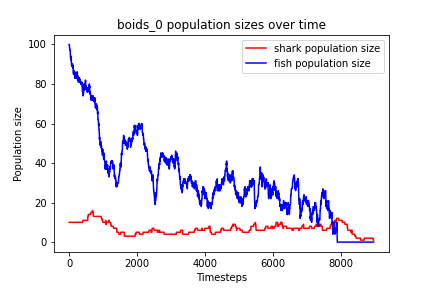 boids_0 population sizes over time
shark population size
fish population size
Population size
100
80
60
40
20
0
0
2000
4000
6000
8000
Timesteps